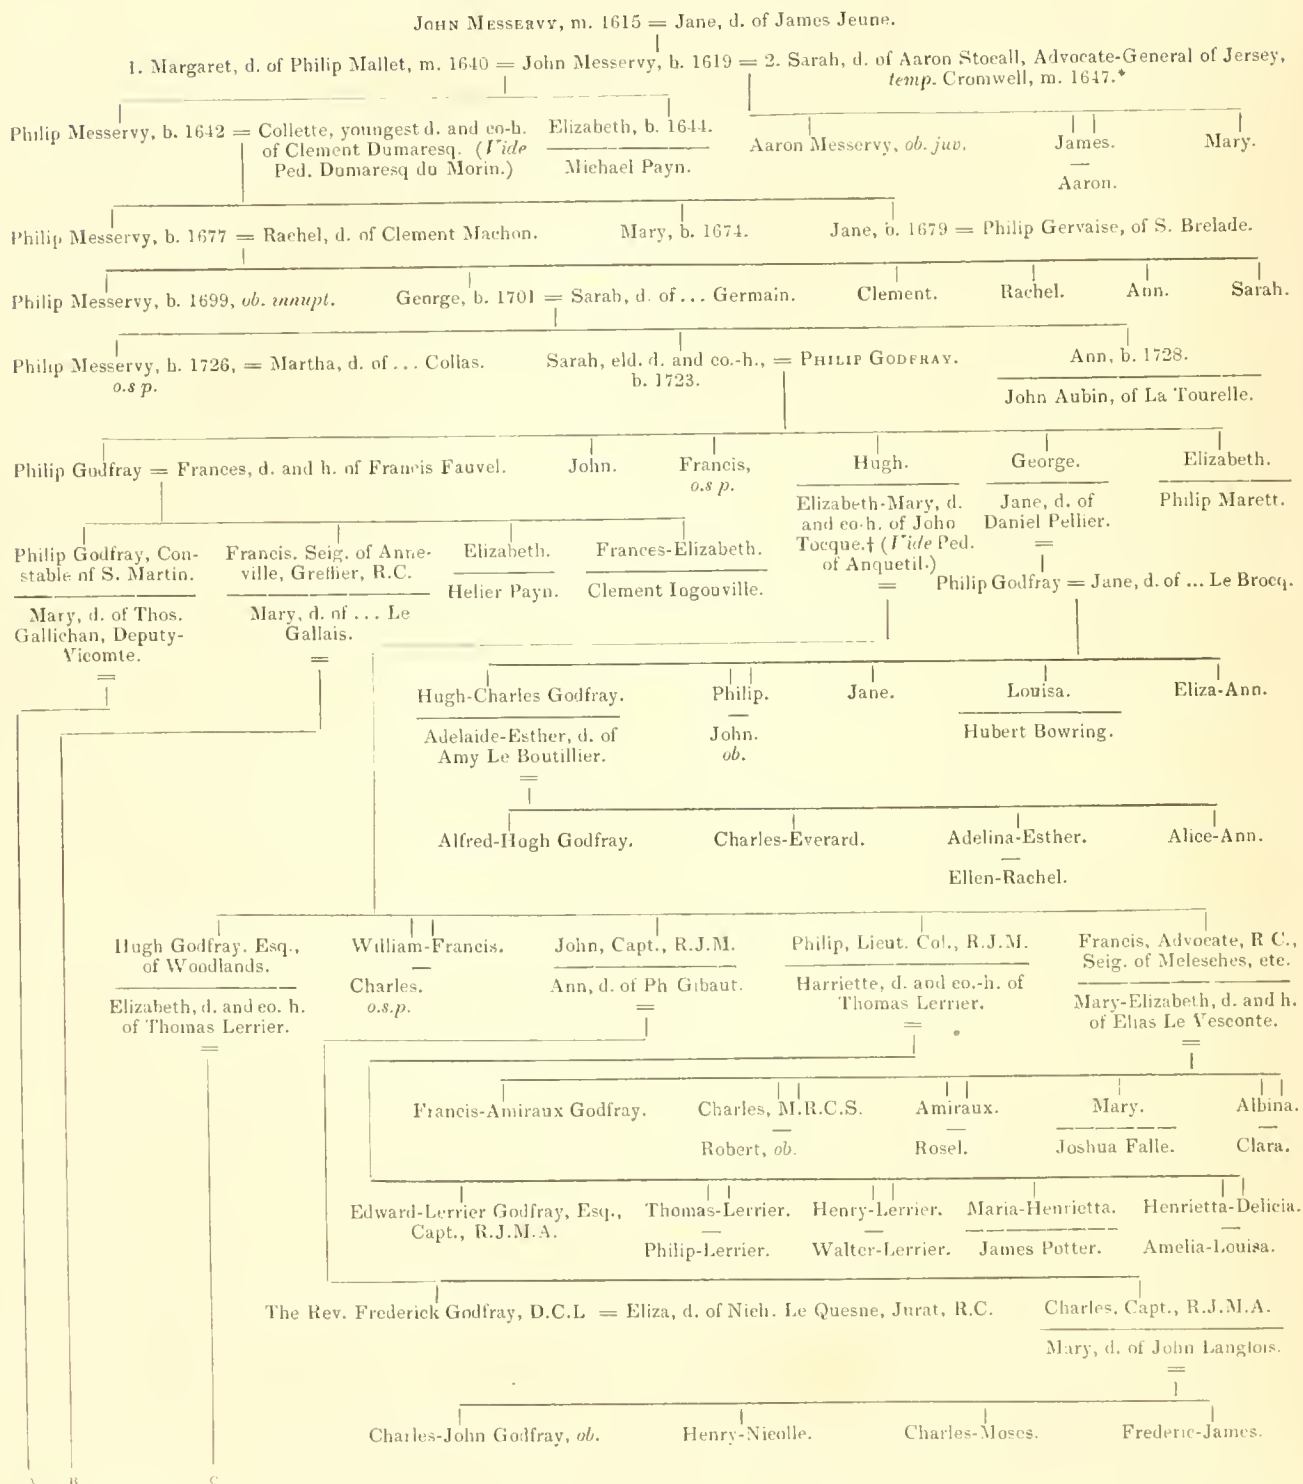 JOHN MESSERVY, m. 1615 = Jane, d. of James Jeune.
1. Margaret, d. of Philip Mallet, m. 1640 = John Messervy, b. 1619 = 2. Sarah, d. of Aaron Stocall, Advocate-General of Jersey,
temp. Cromwell, m. 1647.*
Philip Messervy, b. 1642 = Collette, youngest d. and co-h. Elizabeth, b. 1644.
of Clement Dumaresq. (Vide
Ped. Dumaresq du Morin.) Michael Payn.
Aaron Messervy, ob. juv. James. Mary.
Aaron.
Philip Messervy, b. 1677 = Rachel, d. of Clement Machon. Mary, b. 1674. Jane, b. 1679 = Philip Gervaise, of S. Brelade.
Philip Messervy, b. 1699, ob. innupt. George, b. 1701 = Sarah, d. of ... Germain. Clement. Rachel. Ann. Sarah.
Philip Messervy, b. 1726, = Martha, d. of ... Collas. Sarah, eld. d. and co.-h., = PHILIP GODFRAY. Ann, b. 1728.
o.s p. b. 1723.
John Aubin, of La Tourelle.
Philip Godfray = Frances, d. and h. of Francis Fauvel. John. Francis, Hugh. George. Elizabeth.
o.s p.
Elizabeth-Mary, d. Jane, d. of Philip Marett.
and co-h. of John Daniel Pellier.
Tocque.† (Vide Ped.
of Anquetil.)
Philip Godfray, Con- Francis. Seig. of Anne- Elizabeth. Frances-Elizabeth.
stable of S. Martin. ville, Greffier, R.C.
Helier Payn. Clement Ingouville. Philip Godfray = Jane, d. of ... Le Brocq.
Mary, d. of Thos. Mary, d. of ... Le
Gallichan, Deputy- Gallais.
Vicomte.
Hugh-Charles Godfray. Philip. Jane. Louisa. Eliza-Ann.
Adelaide-Esther, d. of John. Hubert Bowring.
Amy Le Boutillier. ob.
Alfred-Hugh Godfray. Charles-Everard. Adelina-Esther. Alice-Ann.
Ellen-Rachel.
Hugh Godfray. Esq., William-Francis. John, Capt., R.J.M. Philip, Lieut. Col., R.J.M. Francis, Advocate, R C.,
of Woodlands. Seig. of Melesches, etc.
Charles. Ann, d. of Ph Gibaut. Harriette, d. and co.-h. of
Elizabeth, d. and co. h. o.s.p. Thomas Lerrier. Mary-Elizabeth, d. and h.
of Thomas Lerrier. of Elias Le Vesconte.
Francis-Amiraux Godfray. Charles, M.R.C.S. Amiraux. Mary. Albina.
Robert, ob. Rosel. Joshua Falle. Clara.
Edward-Lerrier Godfray, Esq., Thomas-Lerrier. Henry-Lerrier. Maria-Henrietta. Henrietta-Delicia.
Capt., R.J.M.A.
Philip-Lerrier. Walter-Lerrier. James Potter. Amelia-Louisa.
The Rev. Frederick Godfray, D.C.L = Eliza, d. of Nich. Le Quesne, Jurat, R.C. Charles, Capt., R.J.M.A.
Mary, d. of John Langlois.
Charles-John Godfray, ob. Henry-Nicolle. Charles-Moses. Frederic-James.
A B C